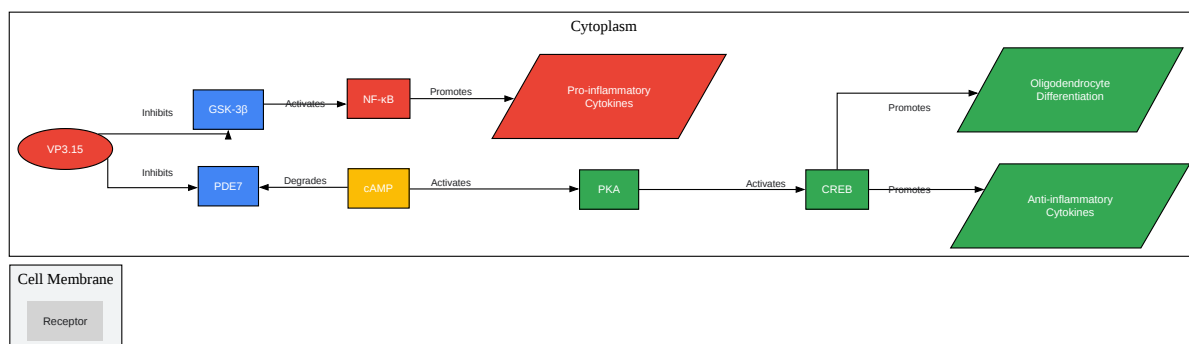 Cytoplasm
Oligodendrocyte
Differentiation
Pro-inflammatory
Cytokines
NF-κB
Promotes
GSK-3β
Activates
Inhibits
Promotes
VP3.15
Inhibits
PDE7
Degrades
cAMP
Activates
PKA
Activates
CREB
Promotes
Anti-inflammatory
Cytokines
Cell Membrane
Receptor